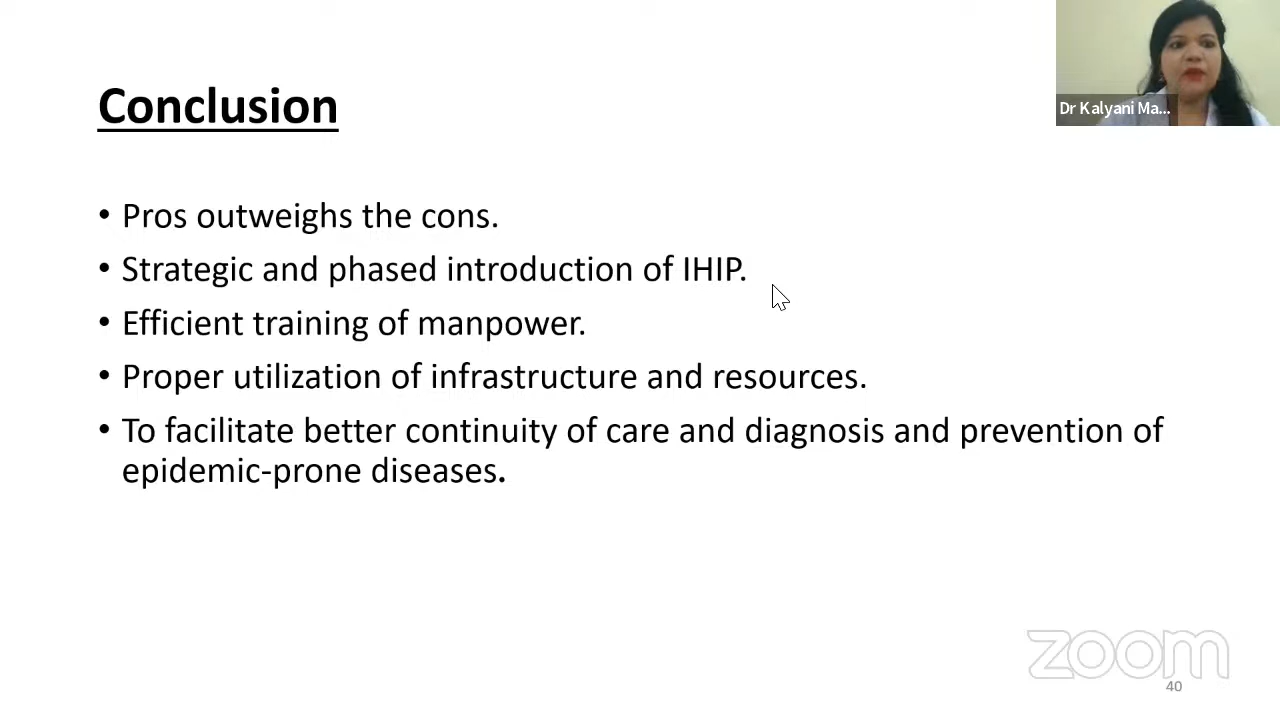 Conclusion
Dr Kalyani Ma...
• Pros outweighs the cons.
• Strategic and phased introduction of IHIP.
• Efficient training of manpower.
• Proper utilization of infrastructure and resources.
• To facilitate better continuity of care and diagnosis and prevention of
epidemic-prone diseases.
zoom
40